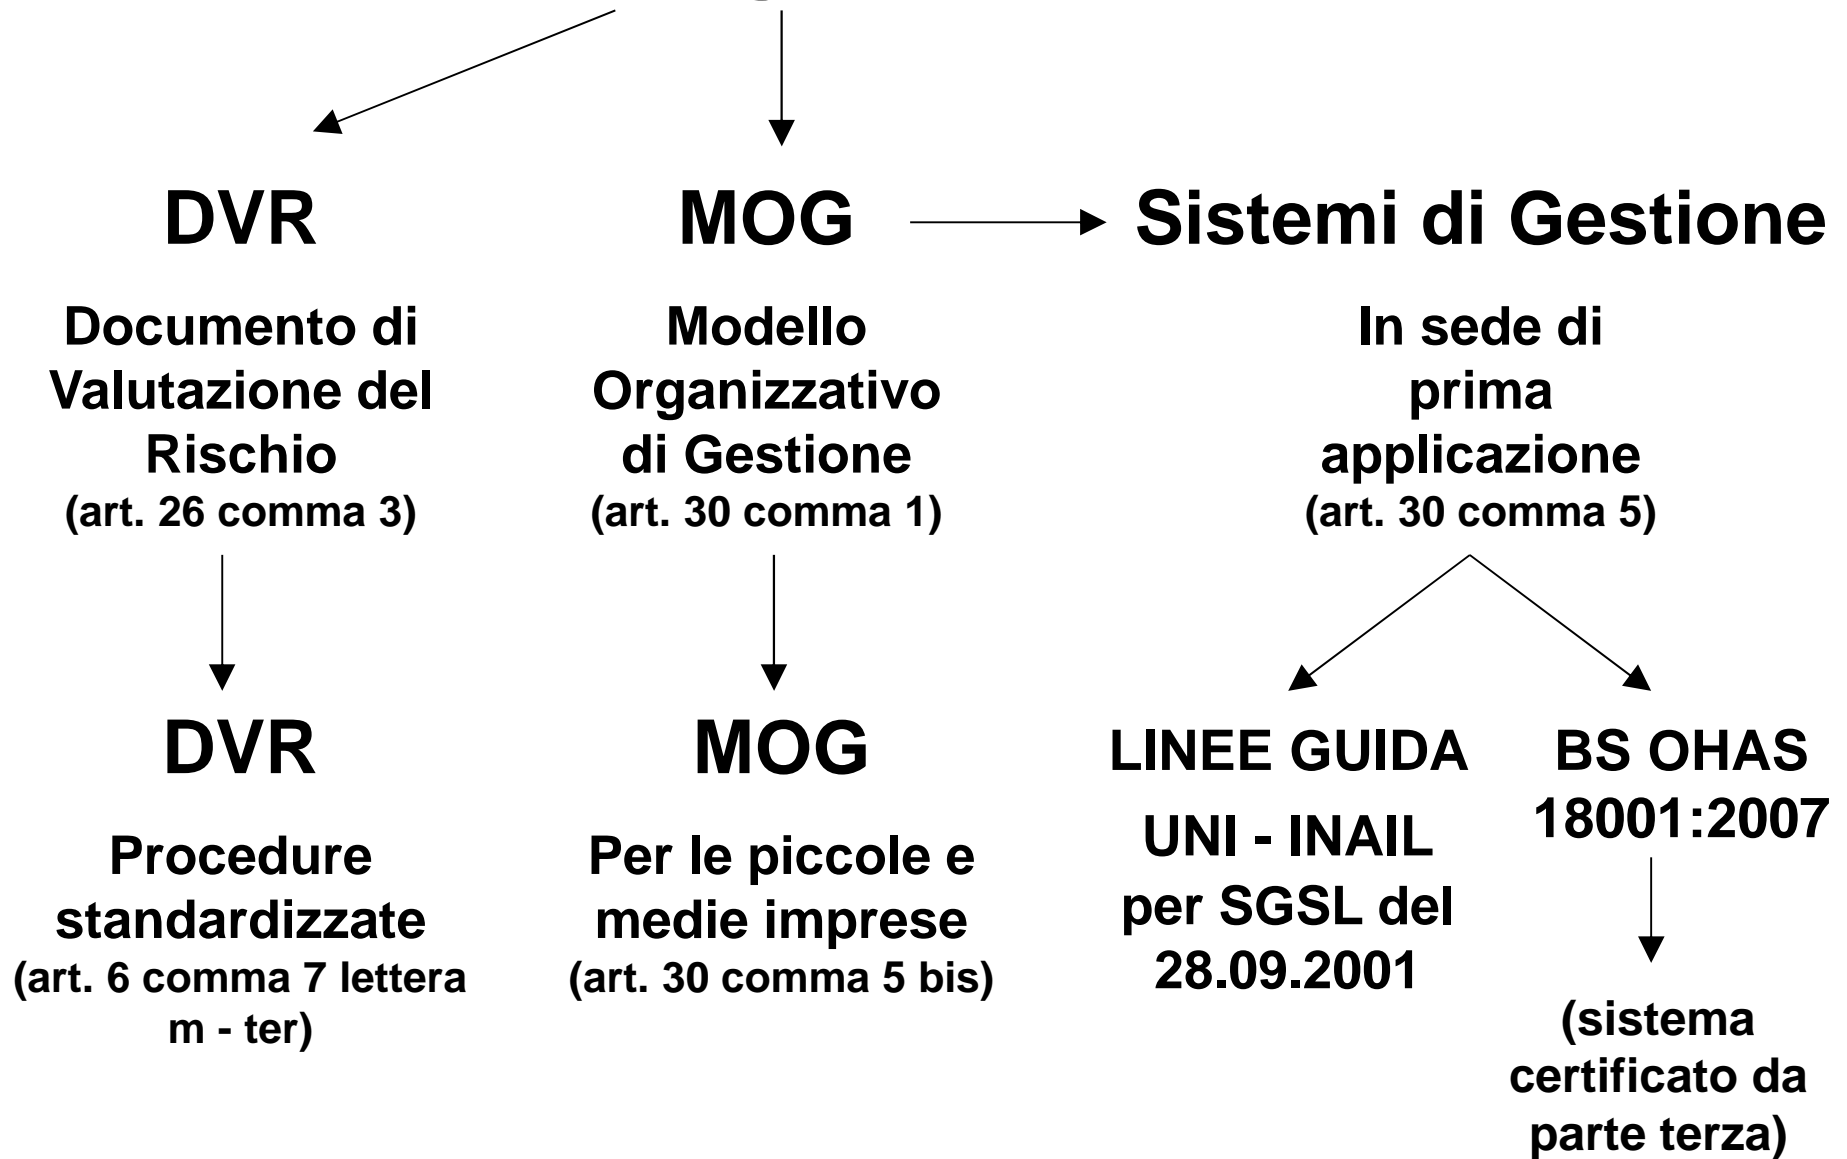 DVR
Documento di
Valutazione del
Rischio
(art. 26 comma 3)
MOG
Modello
Organizzativo
di Gestione
(art. 30 comma 1)
Sistemi di Gestione
In sede di
prima
applicazione
(art. 30 comma 5)
DVR
Procedure
standardizzate
(art. 6 comma 7 lettera
m - ter)
MOG
Per le piccole e
medie imprese
(art. 30 comma 5 bis)
LINEE GUIDA
UNI - INAIL
per SGSL del
28.09.2001
BS OHAS
18001:2007
(sistema
certificato da
parte terza)